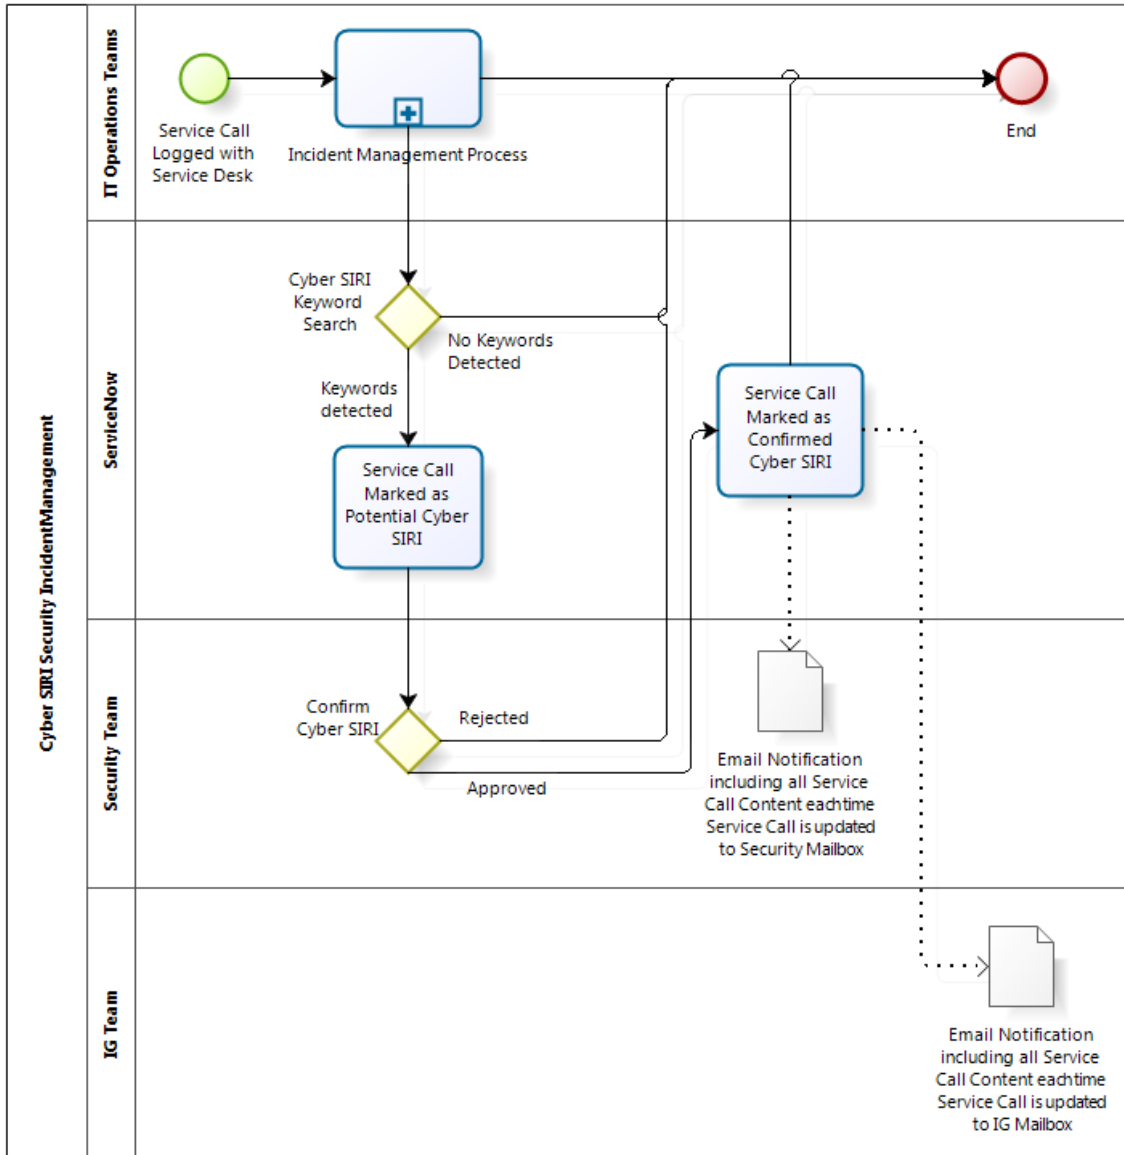 Cyber SIRI Security IncidentManagement
IT Operations Teams
Service Call
Logged with
Service Desk
Incident Management Process
End
ServiceNow
Cyber SIRI
Keyword
Search
No Keywords
Detected
Keywords
detected
Service Call
Marked as
Potential Cyber
SIRI
Service Call
Marked as
Confirmed
Cyber SIRI
Security Team
Confirm
Cyber SIRI
Rejected
Approved
Email Notification
including all Service
Call Content eachtime
Service Call is updated
to Security Mailbox
IG Team
Email Notification
including all Service
Call Content eachtime
Service Call is updated
to IG Mailbox